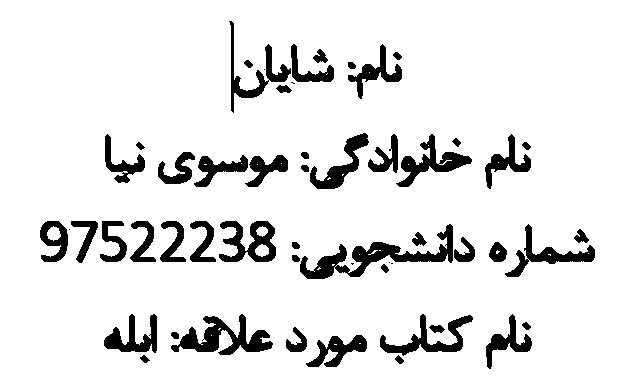 نام: شایان
نام خانوادگی: موسوی نیا
شماره دانشجویی: 97522238
نام کتاب مورد علاقه: ابله